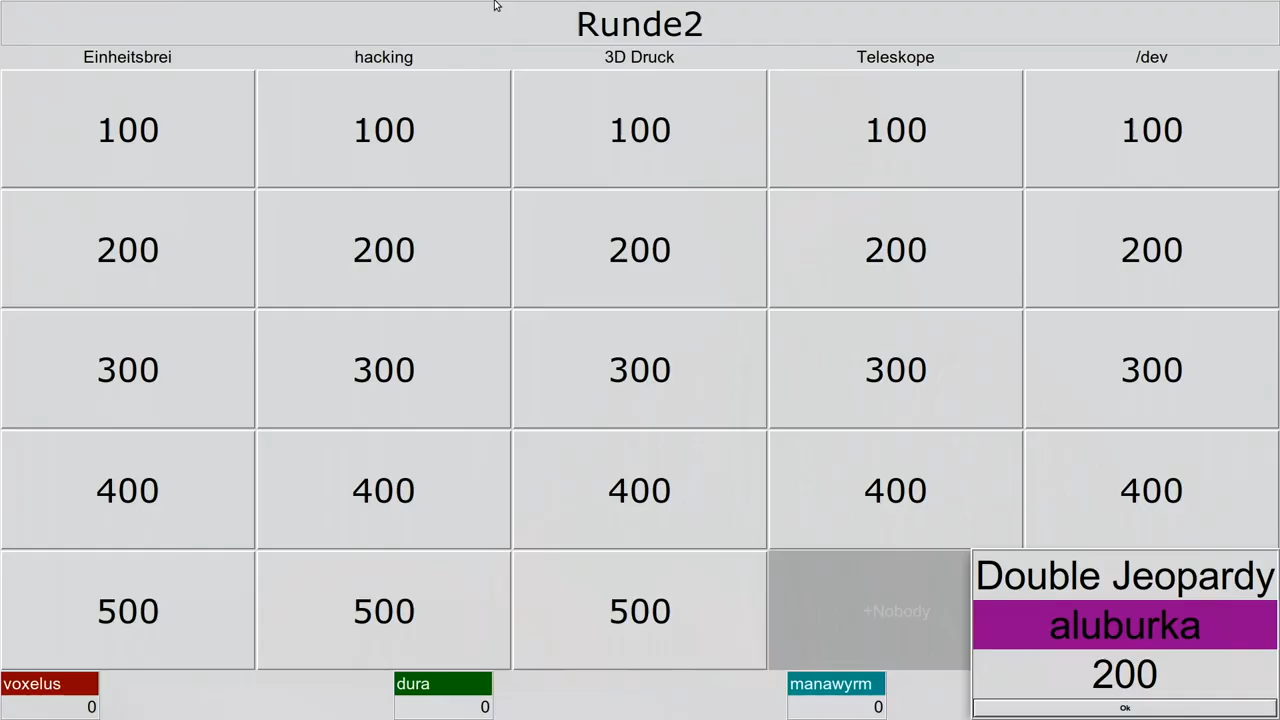 Runde2
Einheitsbrei hacking 3D Druck Teleskope /dev
100 100 100 100 100
200 200 200 200 200
300 300 300 300 300
400 400 400 400 400
500 500 500 +Nobody
Double Jeopardy
aluburka
200
Ok
voxelus dura manawyrm
0 0 0